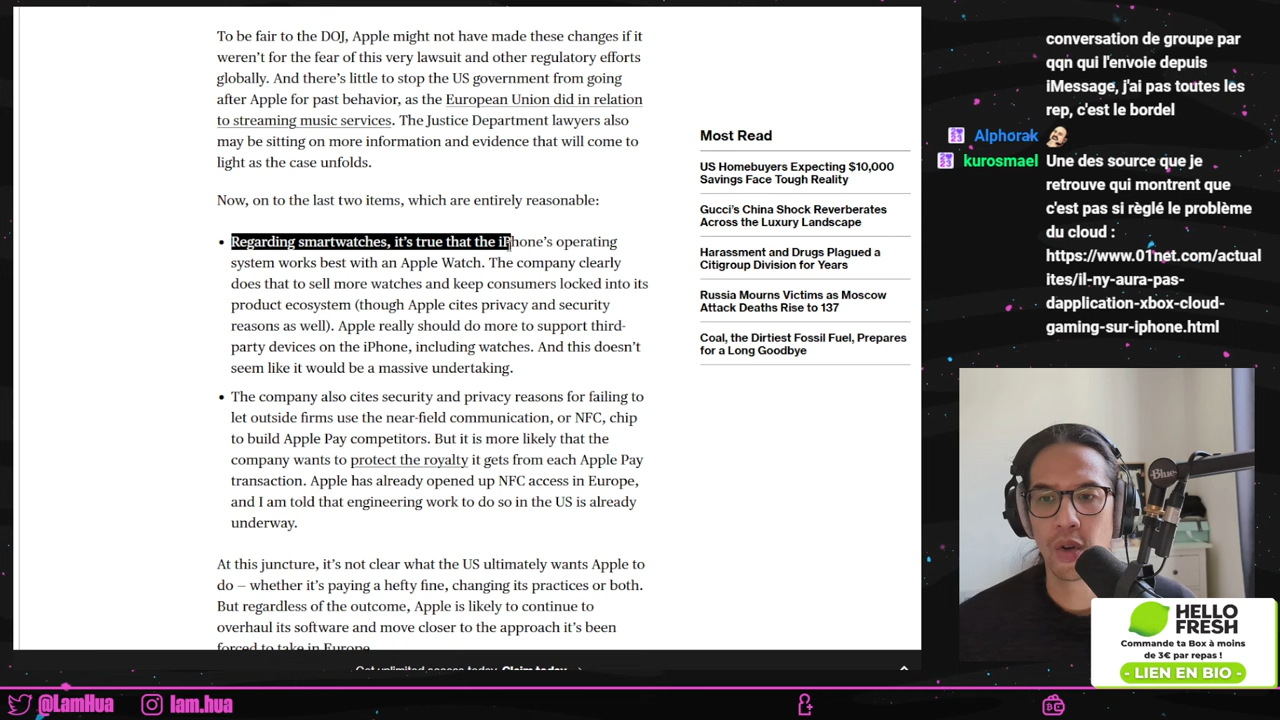 To be fair to the DOJ, Apple might not have made these changes if it
weren't for the fear of this very lawsuit and other regulatory efforts
globally. And there's little to stop the US government from going
after Apple for past behavior, as the European Union did in relation
to streaming music services. The Justice Department lawyers also
may be sitting on more information and evidence that will come to
light as the case unfolds.
Now, on to the last two items, which are entirely reasonable:
• Regarding smartwatches, it's true that the iPhone's operating
system works best with an Apple Watch. The company clearly
does that to sell more watches and keep consumers locked into its
product ecosystem (though Apple cites privacy and security
reasons as well). Apple really should do more to support third-
party devices on the iPhone, including watches. And this doesn't
seem like it would be a massive undertaking.
• The company also cites security and privacy reasons for failing to
let outside firms use the near-field communication, or NFC, chip
to build Apple Pay competitors. But it is more likely that the
company wants to protect the royalty it gets from each Apple Pay
transaction. Apple has already opened up NFC access in Europe,
and I am told that engineering work to do so in the US is already
underway.
At this juncture, it's not clear what the US ultimately wants Apple to
do – whether it's paying a hefty fine, changing its practices or both.
But regardless of the outcome, Apple is likely to continue to
overhaul its software and move closer to the approach it's been
forced to take in Europe.
Get unlimited access today. Claim today
Most Read
US Homebuyers Expecting $10,000
Savings Face Tough Reality
Gucci's China Shock Reverberates
Across the Luxury Landscape
Harassment and Drugs Plagued a
Citigroup Division for Years
Russia Mourns Victims as Moscow
Attack Deaths Rise to 137
Coal, the Dirtiest Fossil Fuel, Prepares
for a Long Goodbye
conversation de groupe par
qqn qui l'envoie depuis
iMessage, j'ai pas toutes les
rep, c'est le bordel
Alphorak
kurosmael Une des source que je
retrouve qui montrent que
c'est pas si règlé le problème
du cloud :
https://www.01net.com/actual
ites/il-ny-aura-pas-
dapplication-xbox-cloud-
gaming-sur-iphone.html
Blue
HELLO
FRESH
Commande ta Box à moins
de 3€ par repas !
- LIEN EN BIO -
@LamHua
lam.hua